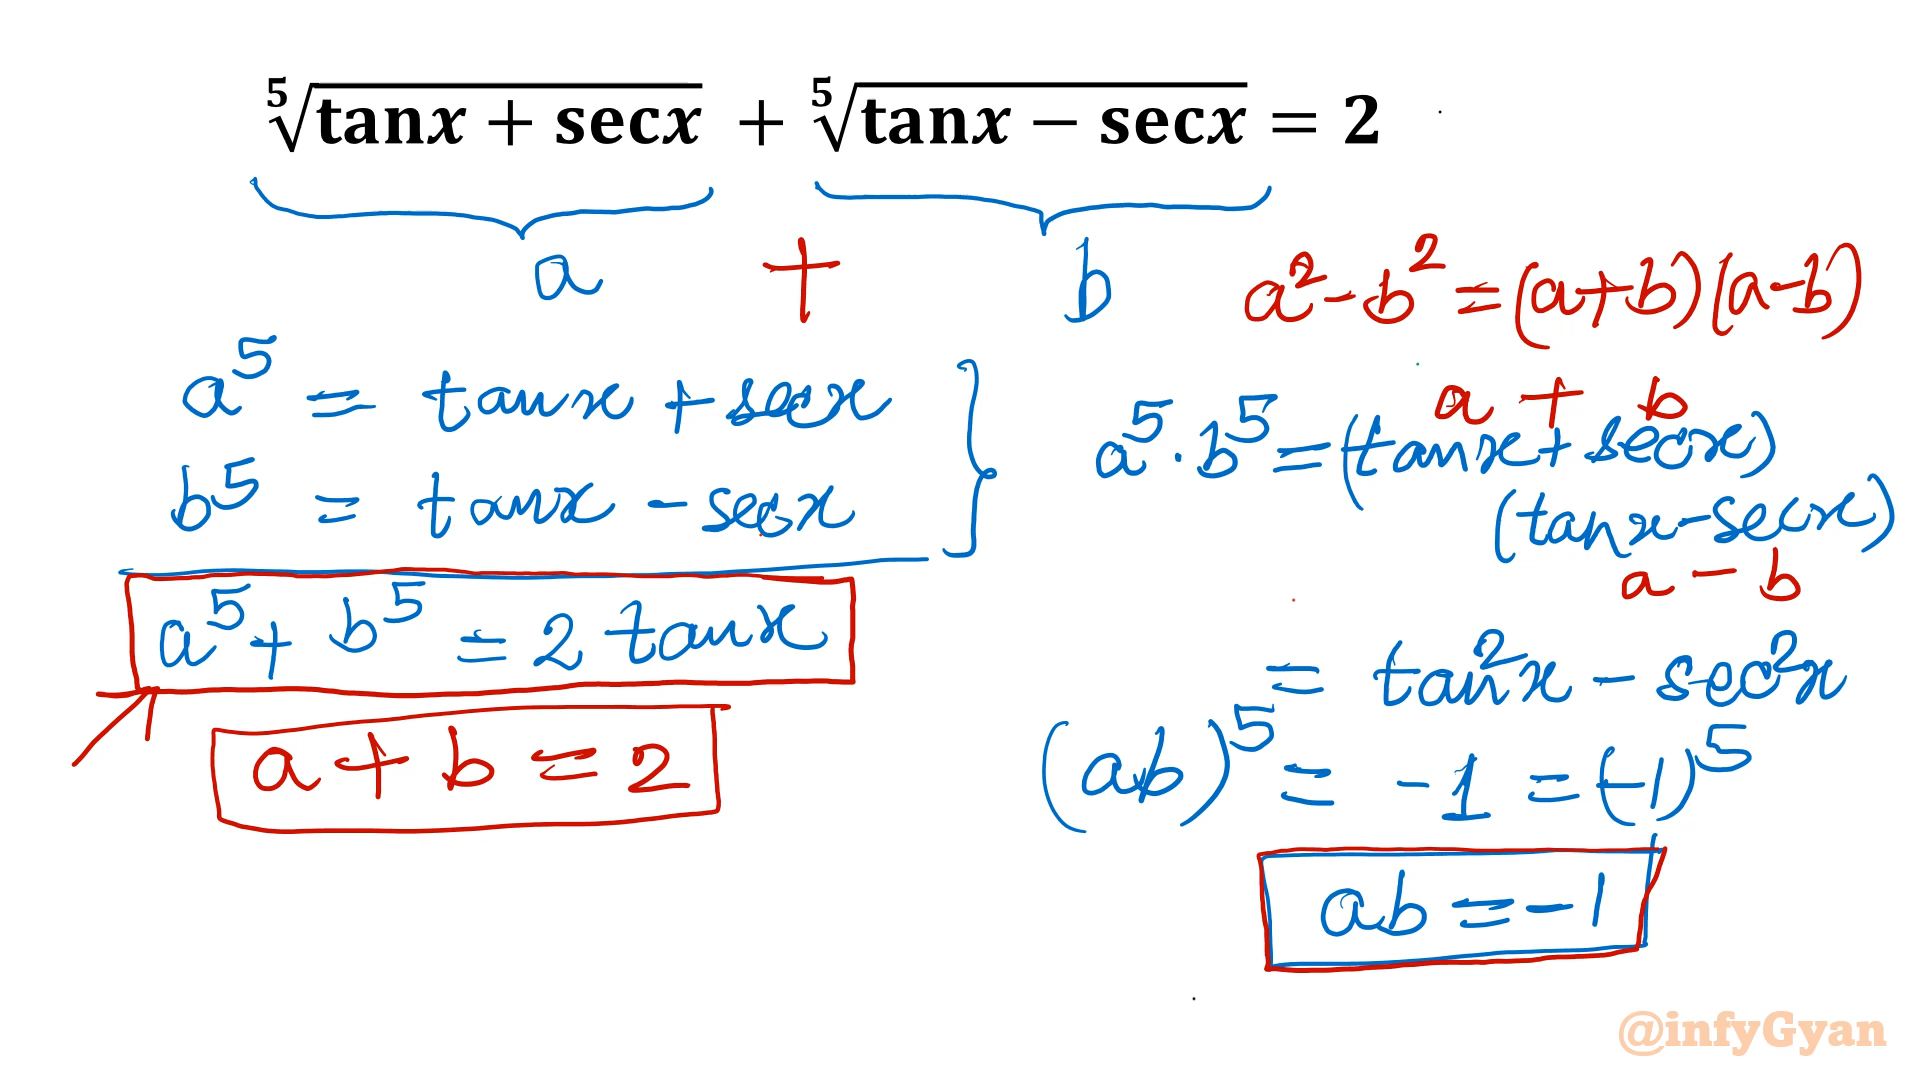 ⁵√(tanx + secx) + ⁵√(tanx − secx) = 2
a + b
a² - b² = (a+b)(a-b)
a⁵ = tanx + secx
b⁵ = tanx - secx
a⁵ + b⁵ = 2 tanx
a + b = 2
a + b
a⁵ · b⁵ = (tanx + secx)
(tanx - secx)
a - b
= tan²x - sec²x
(ab)⁵ = -1 = (-1)⁵
ab = -1
@infyGyan